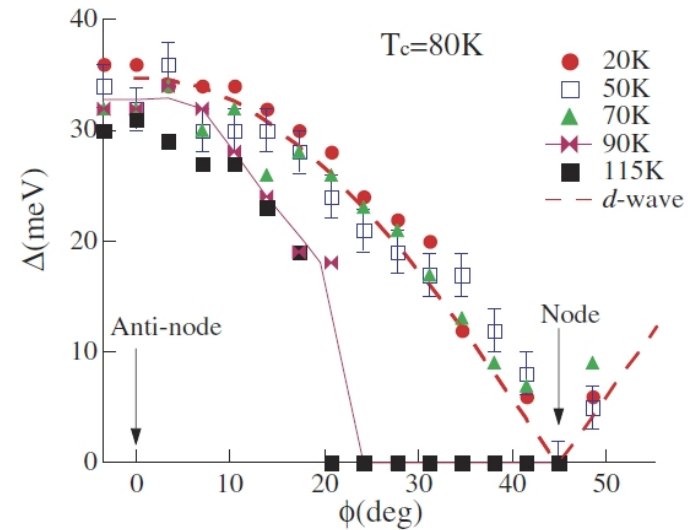 40
30
20
10
0
Δ(meV)
T c=80K
20K
50K
70K
90K
115K
d-wave
Anti-node
Node
0
10
20
30
40
50
ϕ(deg)